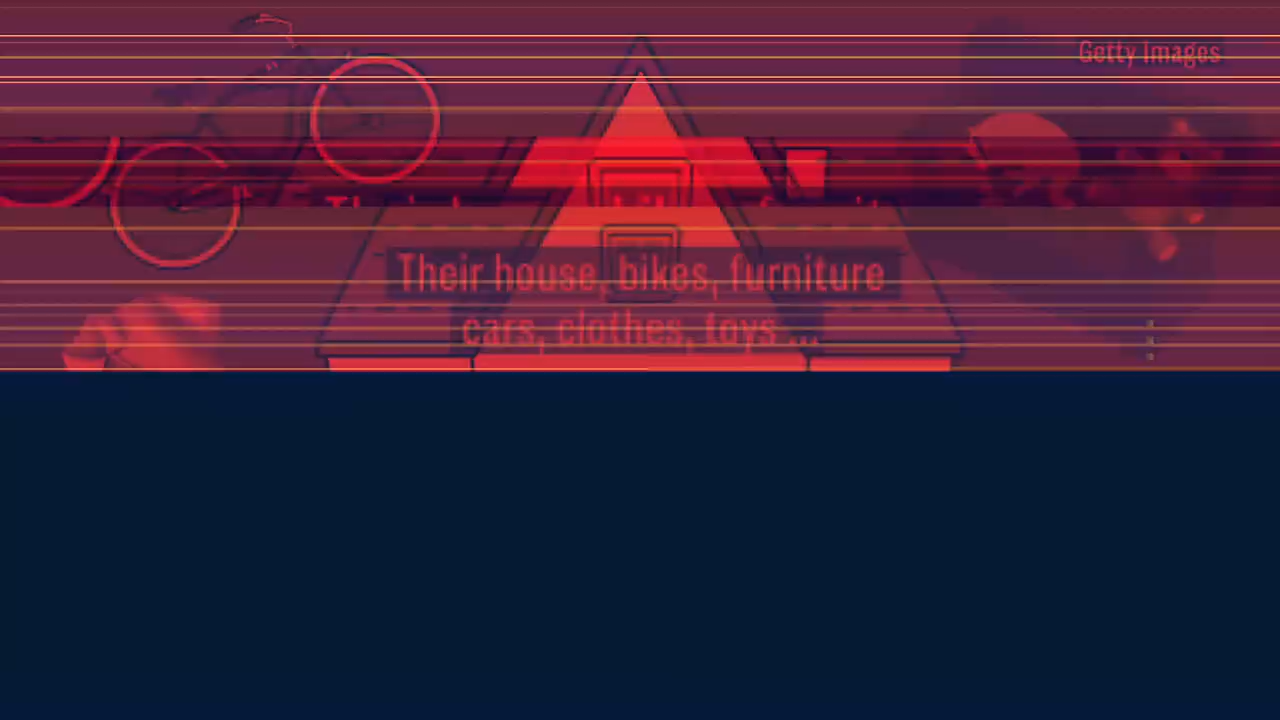 Getty Images
Their house, bikes, furniture
cars, clothes, toys ...